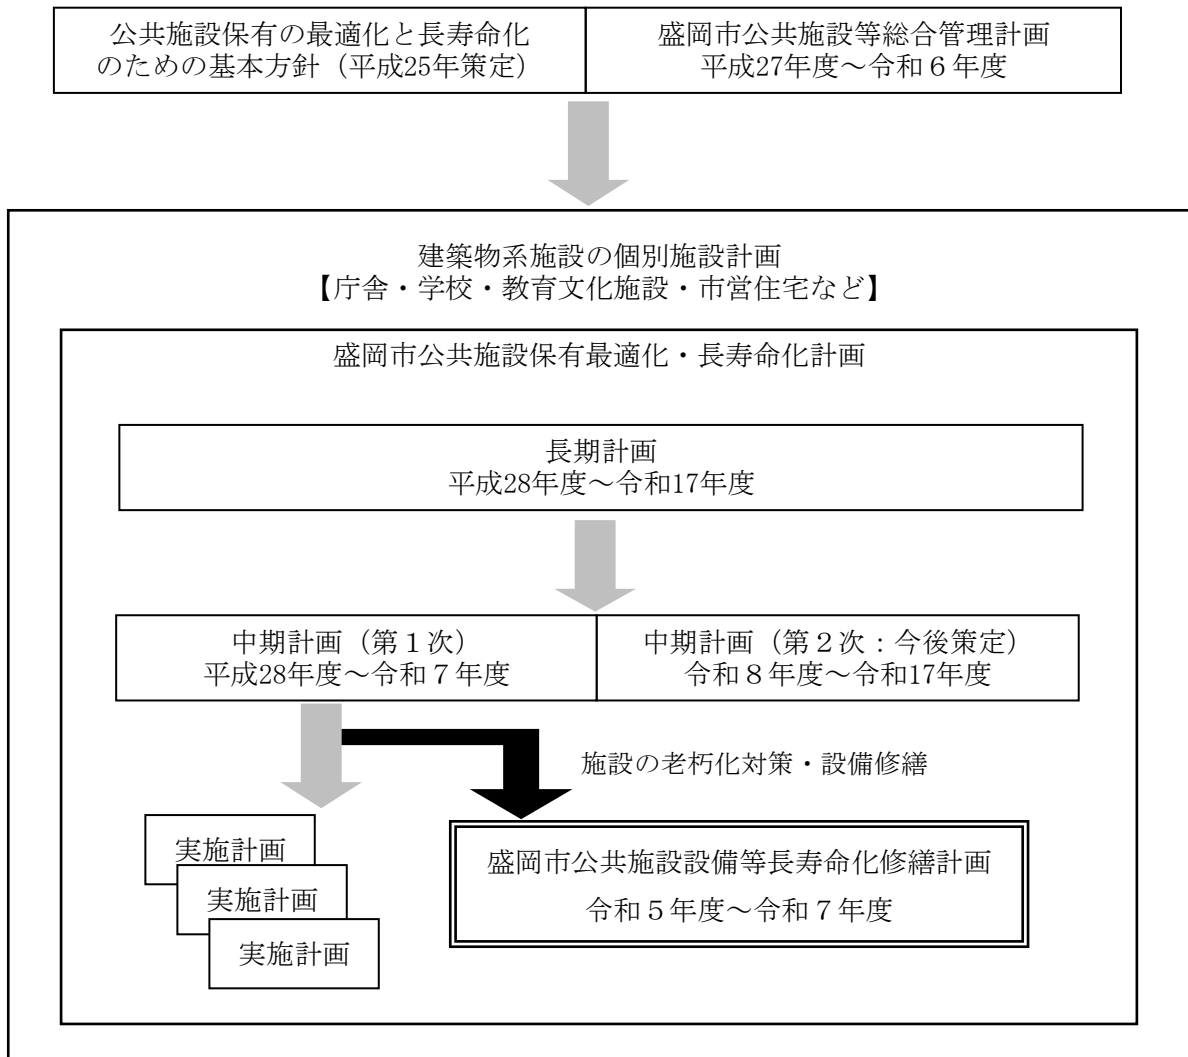 公共施設保有の最適化と長寿命化
のための基本方針（平成25年策定）
盛岡市公共施設等総合管理計画
平成27年度～令和６年度
建築物系施設の個別施設計画
【庁舎・学校・教育文化施設・市営住宅など】
盛岡市公共施設保有最適化・長寿命化計画
長期計画
平成28年度～令和17年度
中期計画（第１次）
平成28年度～令和７年度
中期計画（第２次：今後策定）
令和８年度～令和17年度
施設の老朽化対策・設備修繕
実施計画
実施計画
実施計画
盛岡市公共施設設備等長寿命化修繕計画
令和５年度～令和７年度